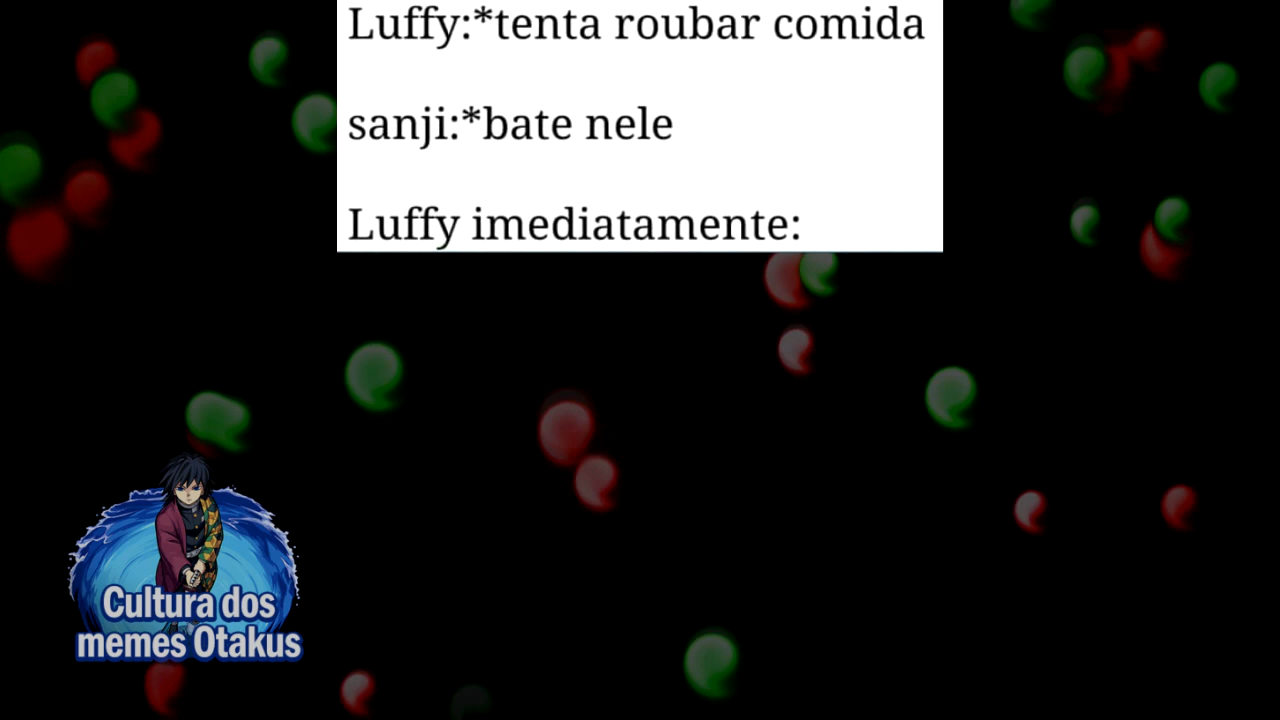 Luffy:*tenta roubar comida
sanji:*bate nele
Luffy imediatamente:
Cultura dos
memes Otakus